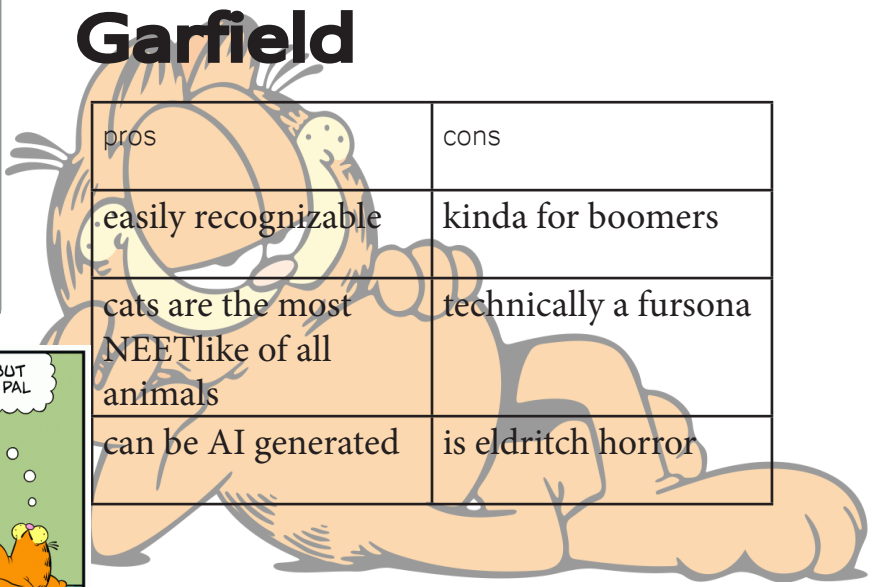 Garfield
pros
cons
easily recognizable
kinda for boomers
cats are the most
NEETlike of all
animals
technically a fursona
can be AI generated
is eldritch horror
BUT
PAL